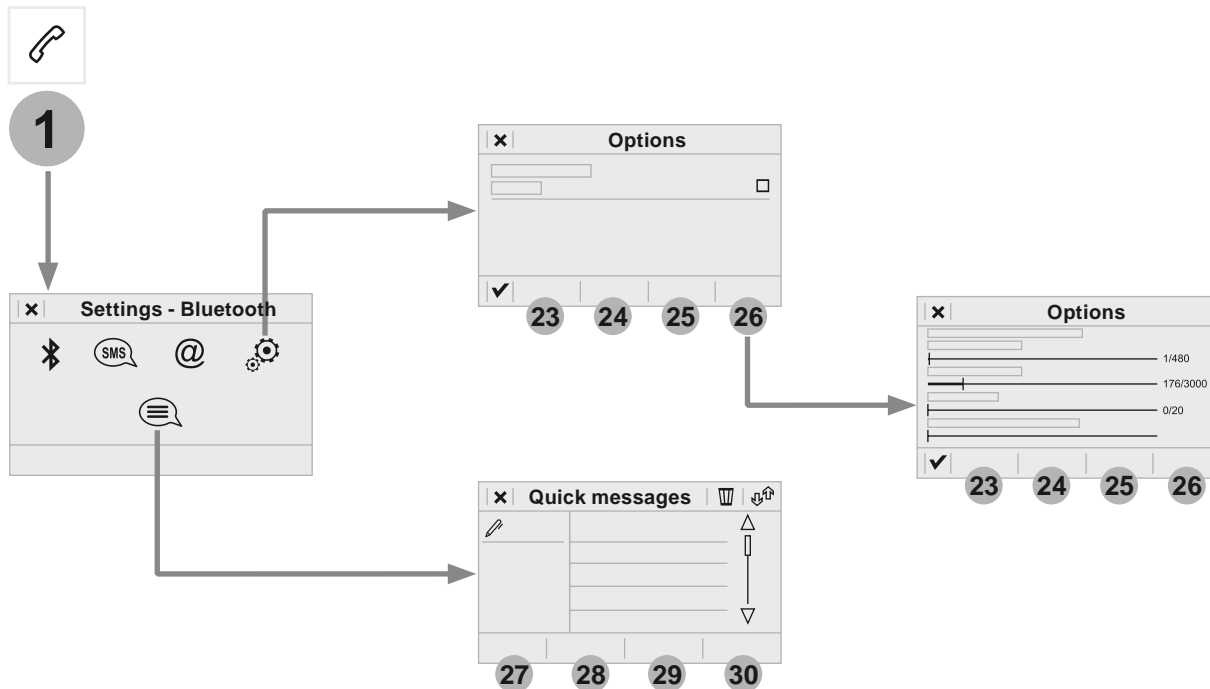 1
Options
23 24 25 26
Settings - Bluetooth
SMS @
Options
1/480
176/3000
0/20
23 24 25 26
Quick messages
27 28 29 30